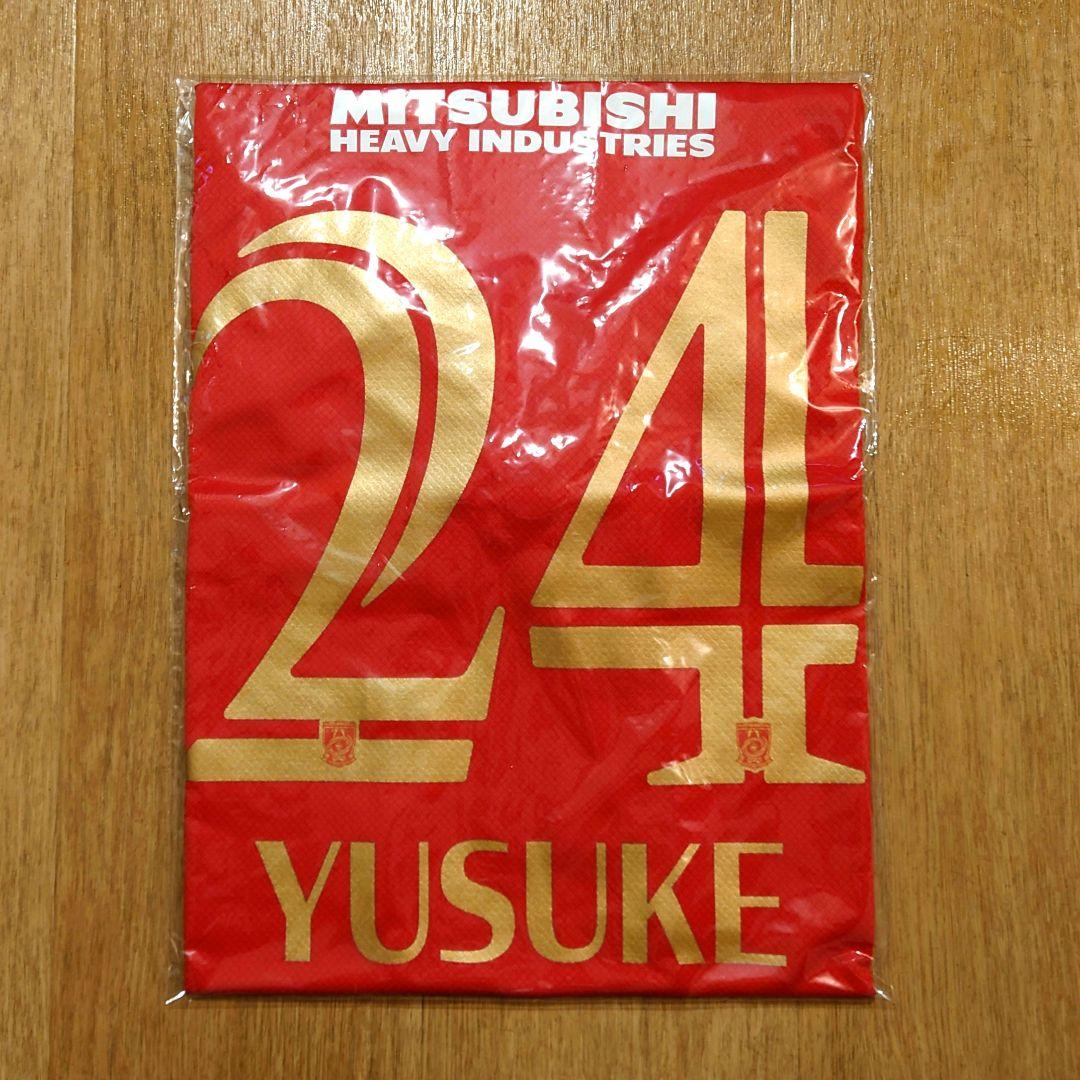 MITSUBISHI
HEAVY INDUSTRIES
24
YUSUKE